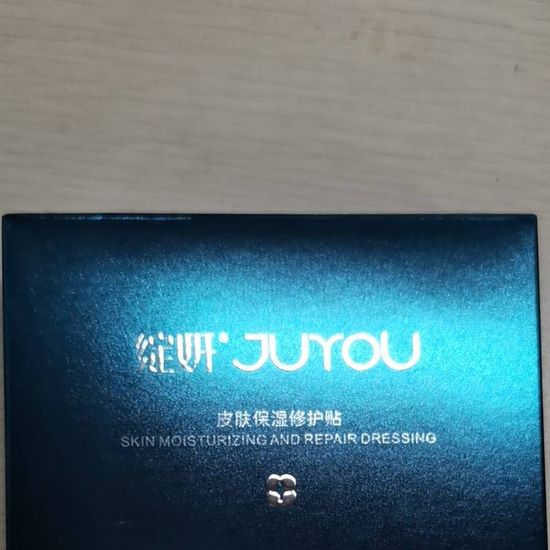 绽妍® JUYOU
皮肤保湿修护贴
SKIN MOISTURIZING AND REPAIR DRESSING